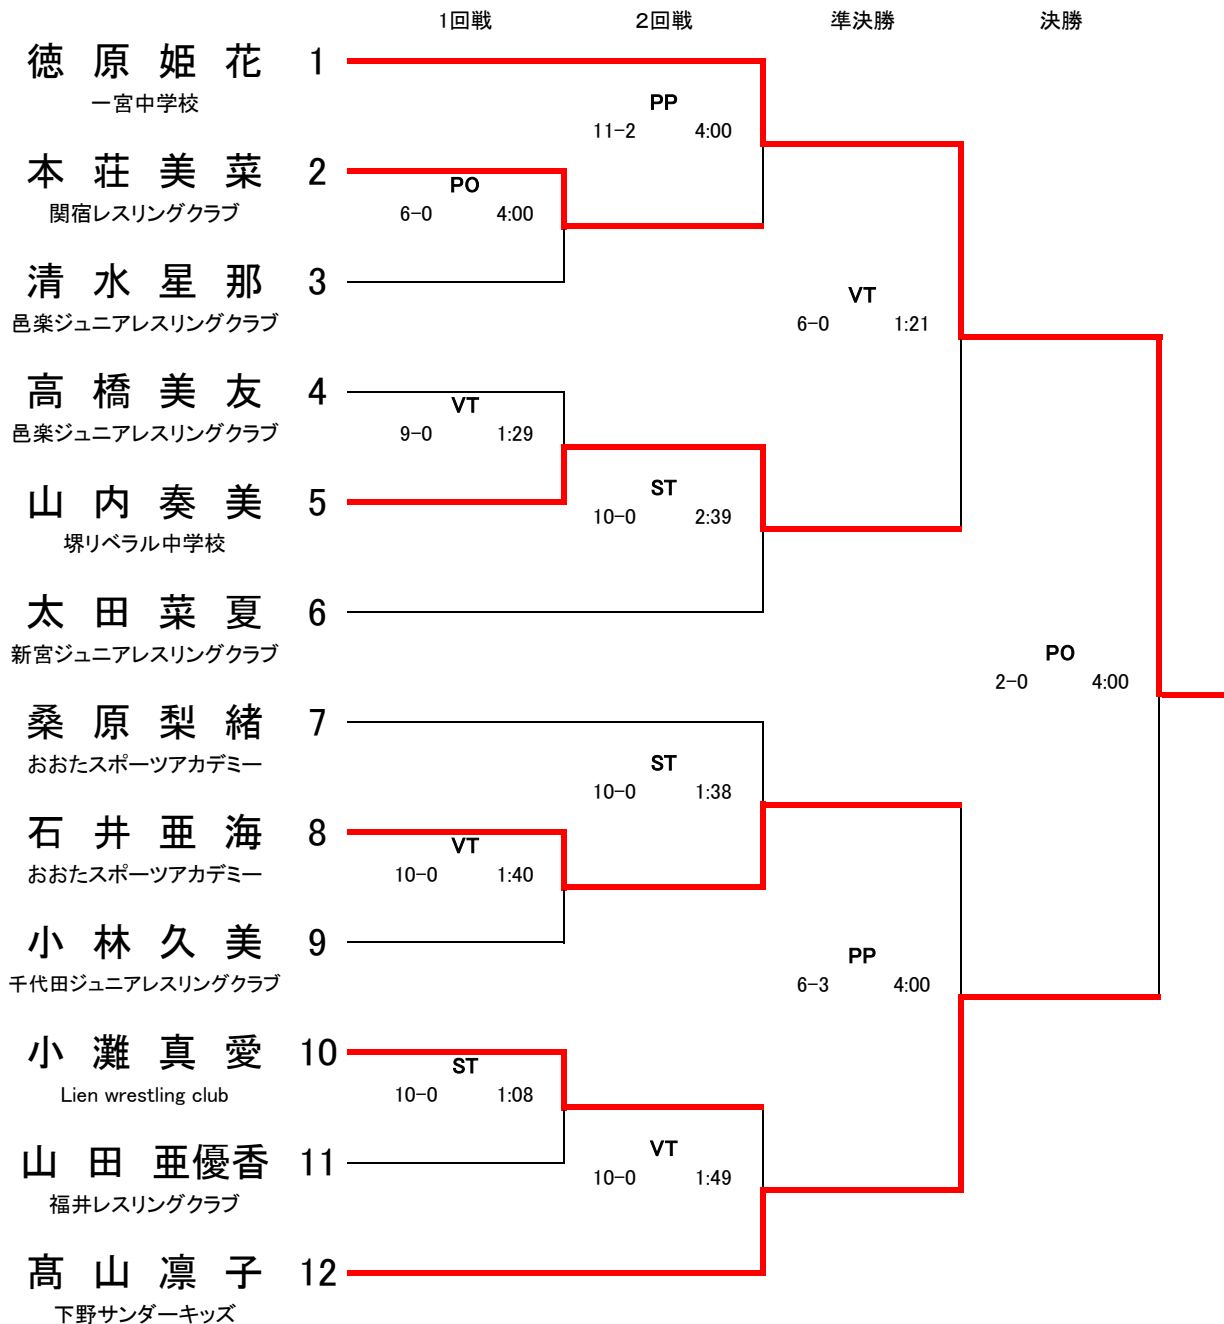 1回戦 2回戦 準決勝 決勝
徳原姫花 1
一宮中学校
PP
11-2 4:00
本荘美菜 2
関宿レスリングクラブ
PO
6-0 4:00
清水星那 3
邑楽ジュニアレスリングクラブ
VT
6-0 1:21
高橋美友 4
邑楽ジュニアレスリングクラブ
VT
9-0 1:29
山内奏美 5
堺リベラル中学校
ST
10-0 2:39
太田菜夏 6
新宮ジュニアレスリングクラブ
PO
2-0 4:00
桑原梨緒 7
おおたスポーツアカデミー
ST
10-0 1:38
石井亜海 8
おおたスポーツアカデミー
VT
10-0 1:40
小林久美 9
千代田ジュニアレスリングクラブ
PP
6-3 4:00
小灘真愛 10
Lien wrestling club
ST
10-0 1:08
山田亜優香 11
福井レスリングクラブ
VT
10-0 1:49
髙山凛子 12
下野サンダーキッズ